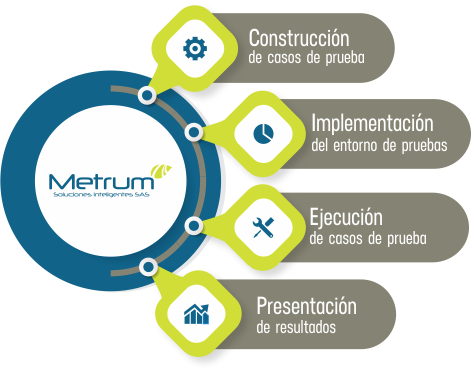 Construcción
de casos de prueba
Implementación
del entorno de pruebas
Metrum
Soluciones Inteligentes SAS
Ejecución
de casos de prueba
Presentación
de resultados